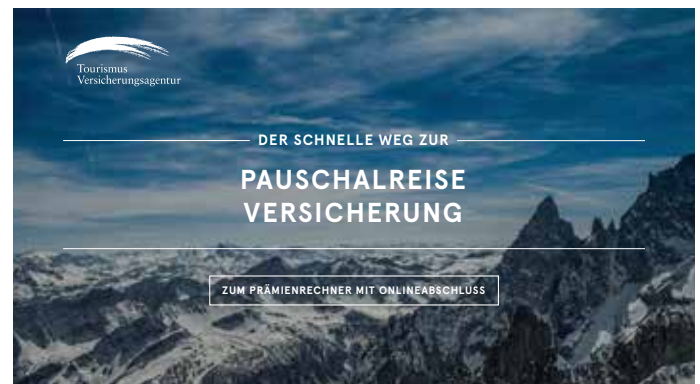 Tourismus
Versicherungsagentur
DER SCHNELLE WEG ZUR
PAUSCHALREISE
VERSICHERUNG
ZUM PRÄMIENRECHNER MIT ONLINEABSCHLUSS